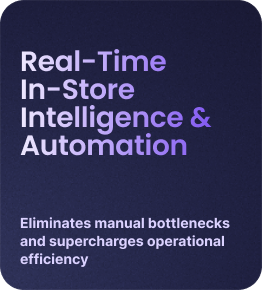 Real-Time
In-Store
Intelligence &
Automation
Eliminates manual bottlenecks
and supercharges operational
efficiency